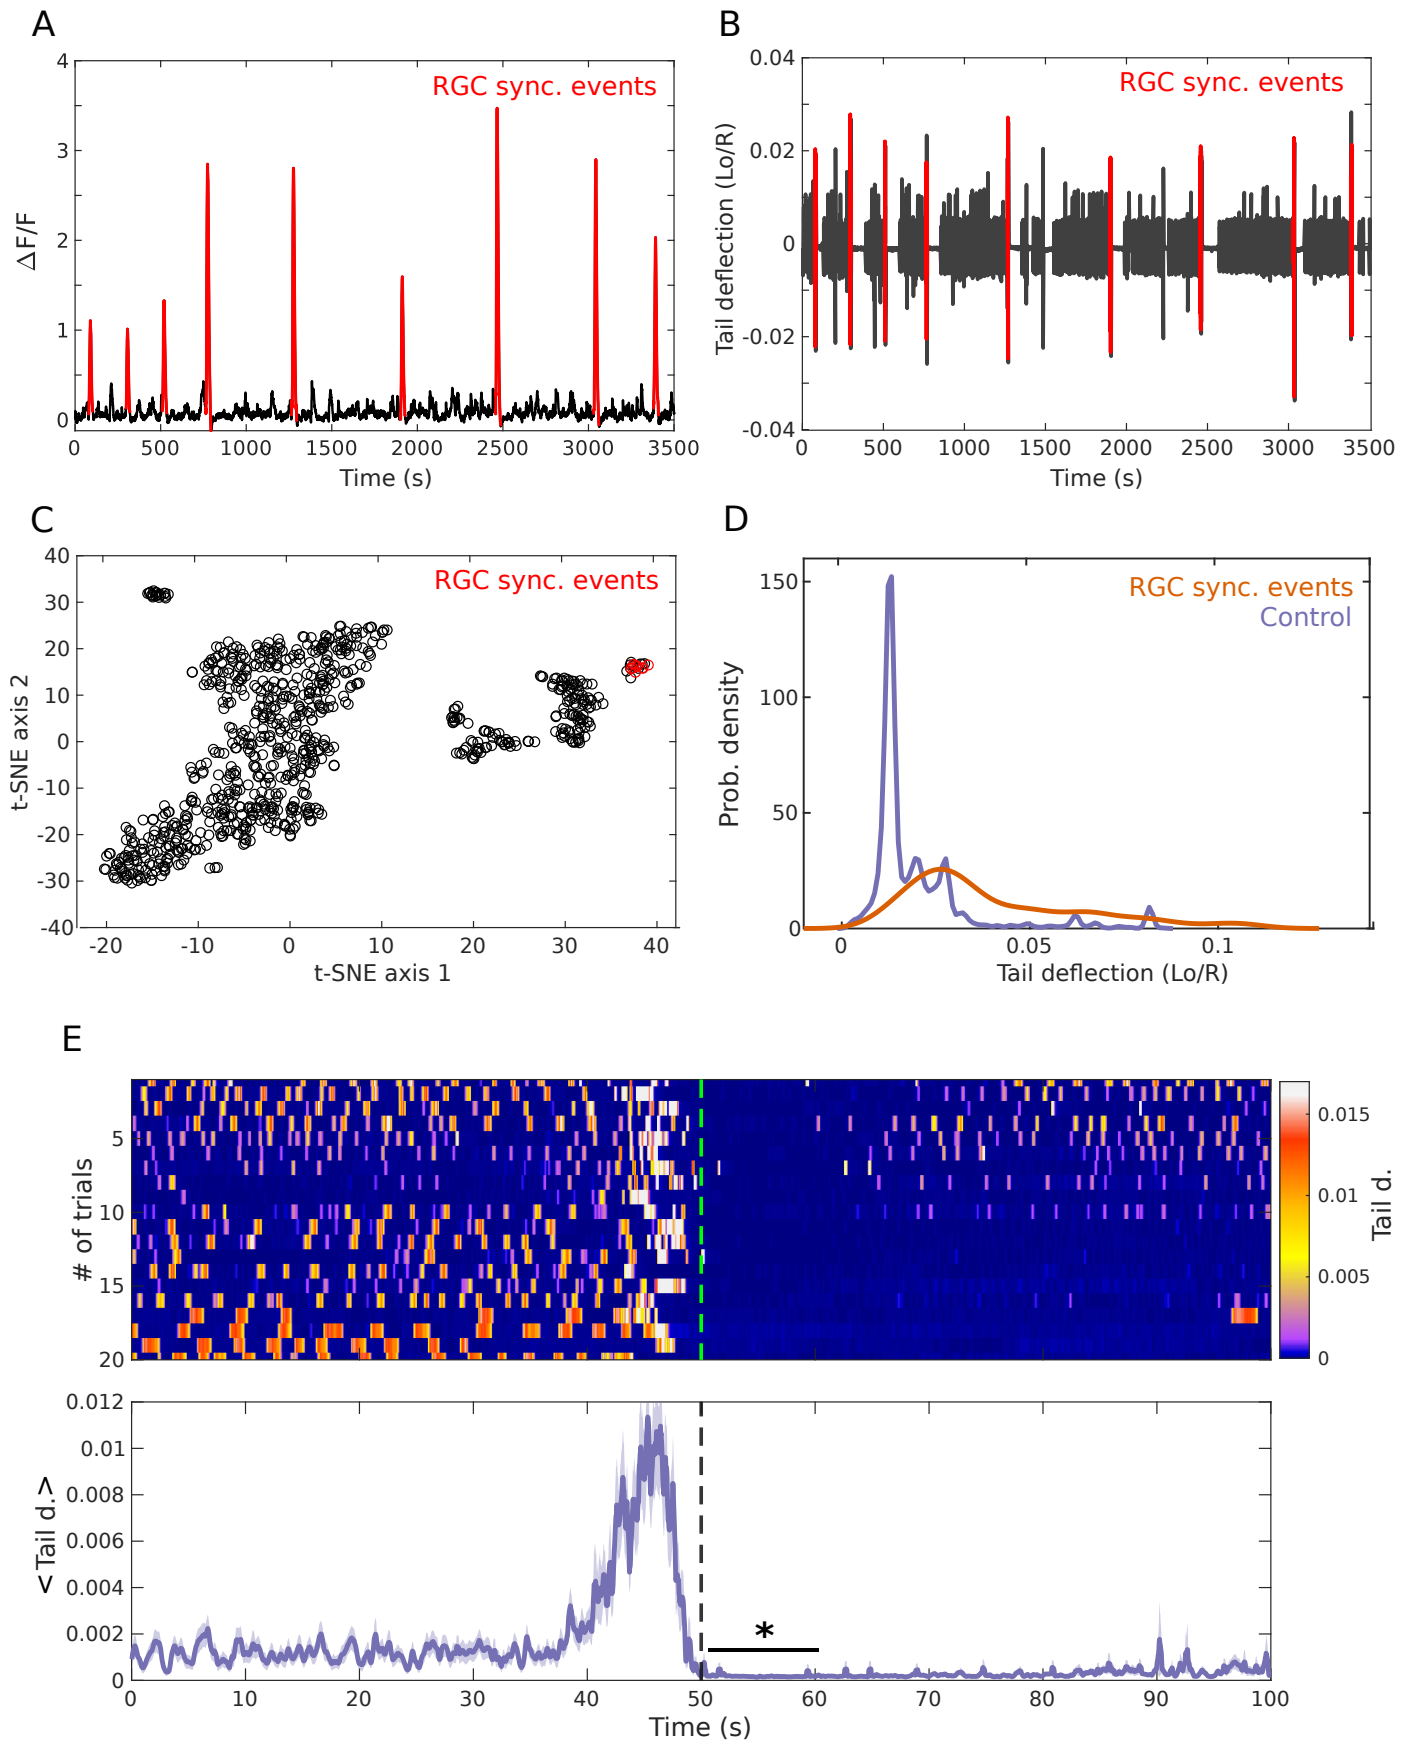 A
RGC sync. events
4
3
2
1
0
ΔF/F
0 500 1000 1500 2000 2500 3000 3500
Time (s)
B
RGC sync. events
0.04
0.02
0
-0.02
-0.04
Tail deflection (Lo/R)
0 500 1000 1500 2000 2500 3000 3500
Time (s)
C
RGC sync. events
40
30
20
10
0
-10
-20
-30
-40
t-SNE axis 2
-20 -10 0 10 20 30 40
t-SNE axis 1
D
RGC sync. events
Control
150
100
50
0
Prob. density
0 0.05 0.1
Tail deflection (Lo/R)
E
5
10
15
20
# of trials
0.015
0.01
0.005
0
Tail d.
0.012
0.01
0.008
0.006
0.004
0.002
0
<Tail d.>
*
0 10 20 30 40 50 60 70 80 90 100
Time (s)